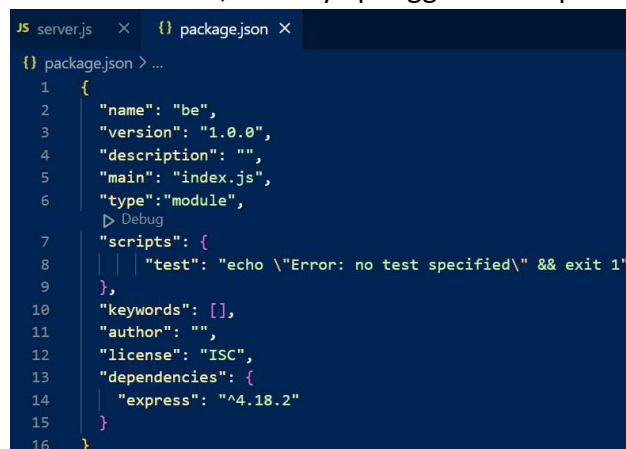 JS server.js × {} package.json ×
{} package.json > ...
1 {
2 "name": "be",
3 "version": "1.0.0",
4 "description": "",
5 "main": "index.js",
6 "type":"module",
Debug
7 "scripts": {
8 "test": "echo \"Error: no test specified\" && exit 1"
9 },
10 "keywords": [],
11 "author": "",
12 "license": "ISC",
13 "dependencies": {
14 "express": "^4.18.2"
15 }
16 }